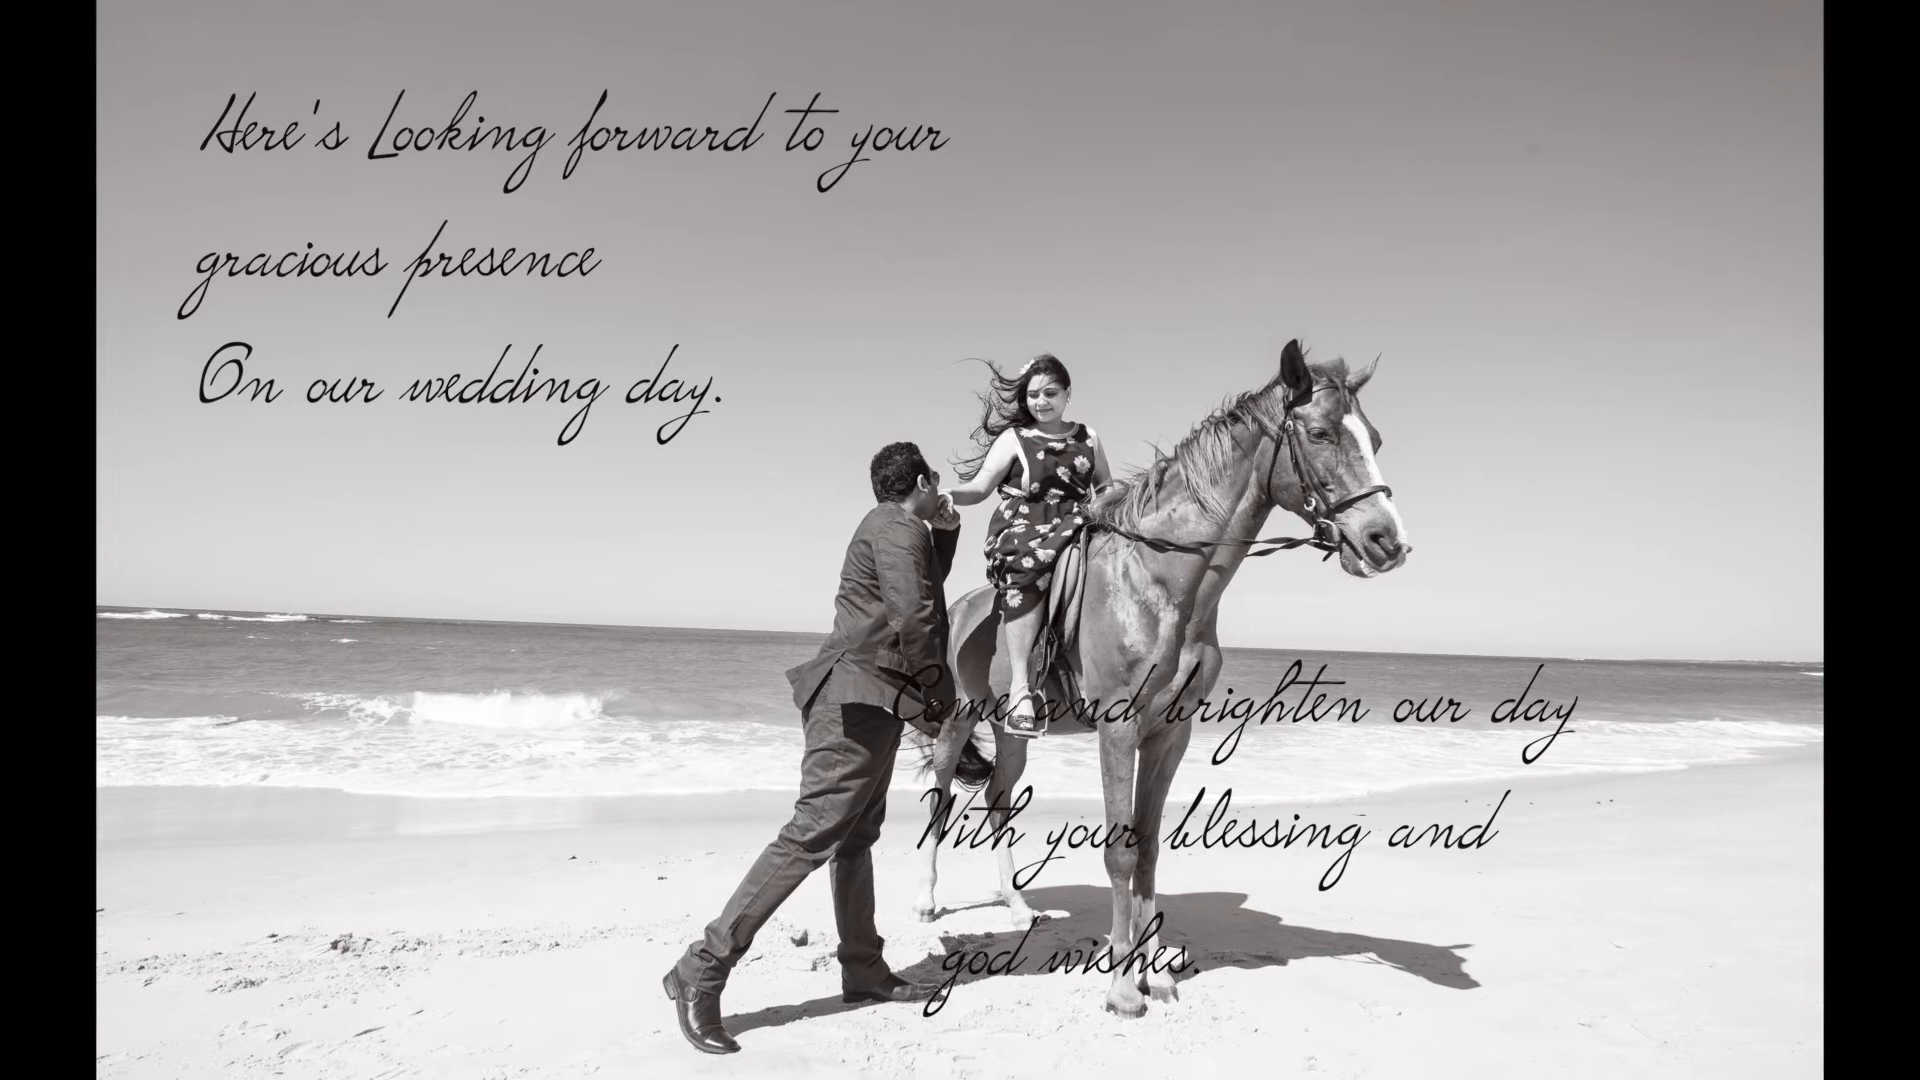 Here's Looking forward to your
gracious presence
On our wedding day.
Come and brighten our day
With your blessing and
god wishes.